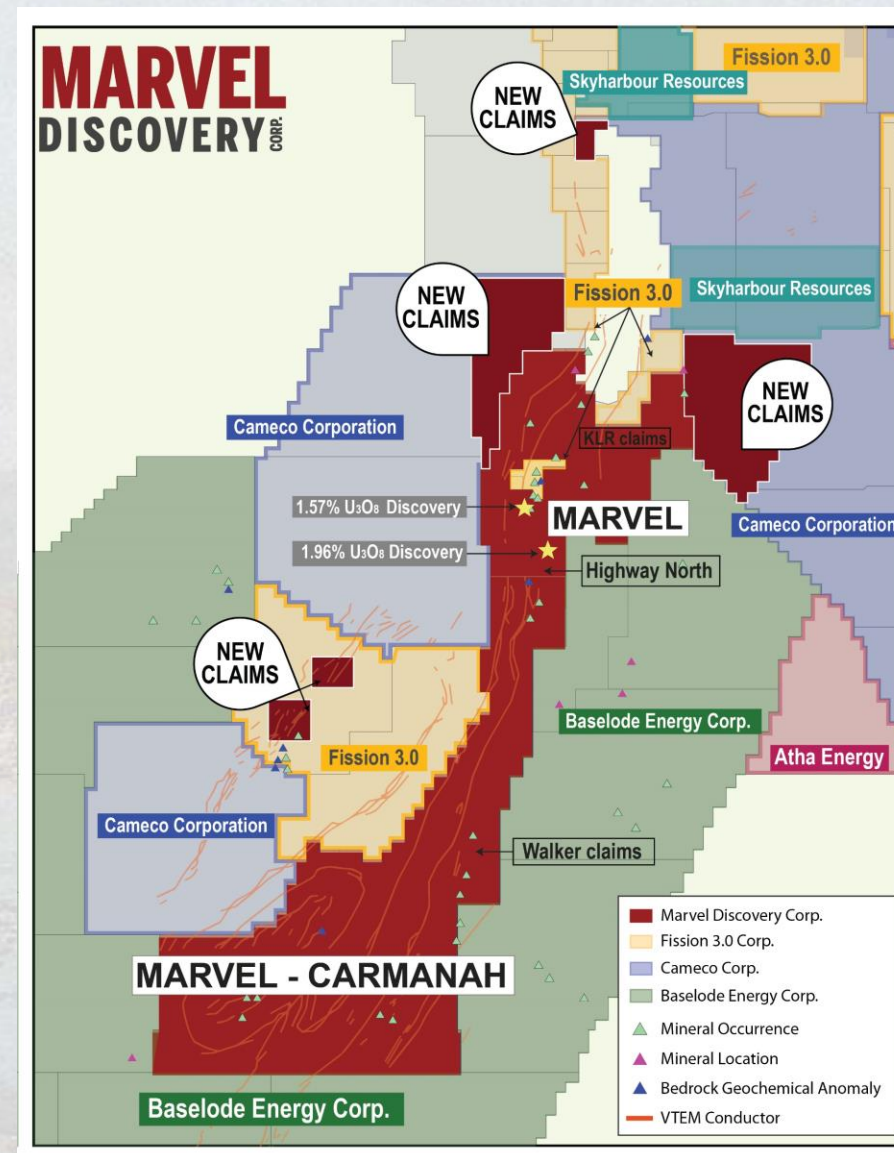 MARVEL
DISCOVERY CORP.
Fission 3.0
Skyharbour Resources
NEW
CLAIMS
NEW
CLAIMS
Fission 3.0
Skyharbour Resources
NEW
CLAIMS
Cameco Corporation
KLR claims
1.57% U₃O₈ Discovery
MARVEL
Cameco Corporation
1.96% U₃O₈ Discovery
Highway North
NEW
CLAIMS
Baselode Energy Corp.
Fission 3.0
Atha Energy
Cameco Corporation
Walker claims
MARVEL - CARMANAH
Baselode Energy Corp.
Marvel Discovery Corp.
Fission 3.0 Corp.
Cameco Corp.
Baselode Energy Corp.
Mineral Occurrence
Mineral Location
Bedrock Geochemical Anomaly
VTEM Conductor